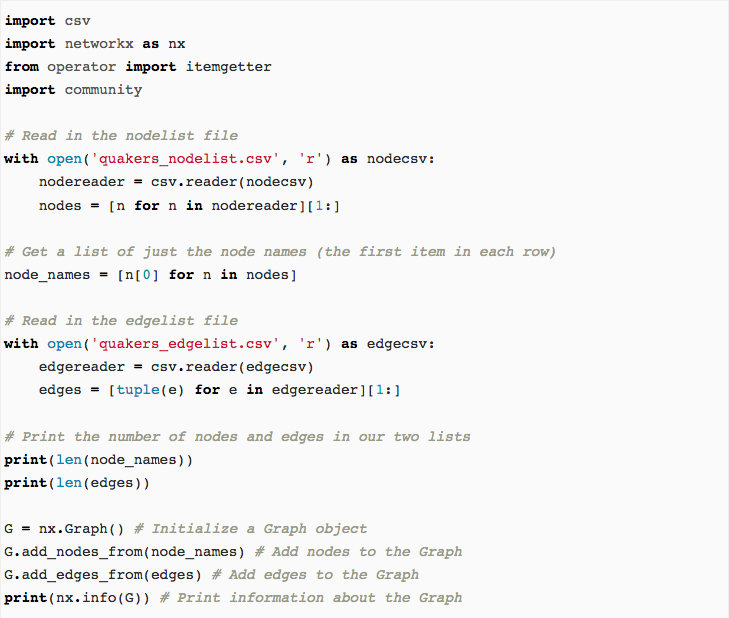 import csv
import networkx as nx
from operator import itemgetter
import community
# Read in the nodelist file
with open('quakers_nodelist.csv', 'r') as nodecsv:
    nodereader = csv.reader(nodecsv)
    nodes = [n for n in nodereader][1:]
# Get a list of just the node names (the first item in each row)
node_names = [n[0] for n in nodes]
# Read in the edgelist file
with open('quakers_edgelist.csv', 'r') as edgecsv:
    edgereader = csv.reader(edgecsv)
    edges = [tuple(e) for e in edgereader][1:]
# Print the number of nodes and edges in our two lists
print(len(node_names))
print(len(edges))
G = nx.Graph() # Initialize a Graph object
G.add_nodes_from(node_names) # Add nodes to the Graph
G.add_edges_from(edges) # Add edges to the Graph
print(nx.info(G)) # Print information about the Graph